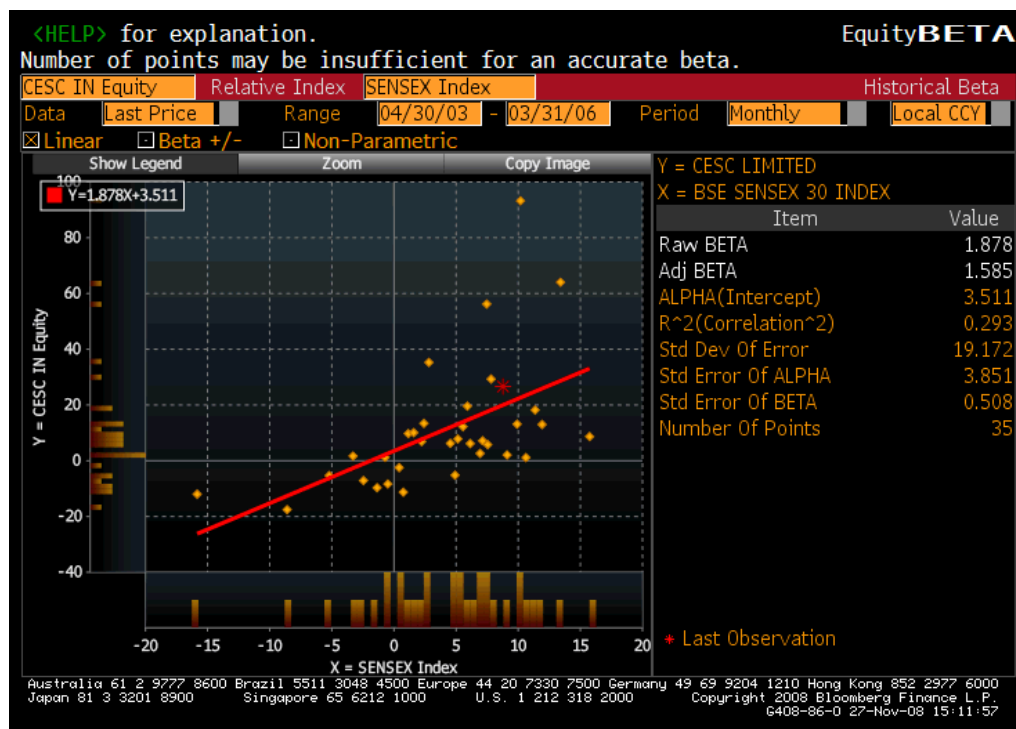 <HELP> for explanation. EquityBETA
Number of points may be insufficient for an accurate beta.
CESC IN Equity Relative Index SENSEX Index Historical Beta
Data Last Price Range 04/30/03 - 03/31/06 Period Monthly Local CCY
Linear Beta +/- Non-Parametric
Show Legend Zoom Copy Image
Y = CESC LIMITED
X = BSE SENSEX 30 INDEX
Item Value
Raw BETA 1.878
Adj BETA 1.585
ALPHA(Intercept) 3.511
R^2(Correlation^2) 0.293
Std Dev Of Error 19.172
Std Error Of ALPHA 3.851
Std Error Of BETA 0.508
Number Of Points 35
* Last Observation
Y=1.878X+3.511
100
80
60
40
20
0
-20
-40
Y = CESC IN Equity
-20 -15 -10 -5 0 5 10 15 20
X = SENSEX Index
Australia 61 2 9777 8600 Brazil 5511 3048 4500 Europe 44 20 7330 7500 Germany 49 69 9204 1210 Hong Kong 852 2977 6000
Japan 81 3 3201 8900 Singapore 65 6212 1000 U.S. 1 212 318 2000 Copyright 2008 Bloomberg Finance L.P.
G408-86-0 27-Nov-08 15:11:57